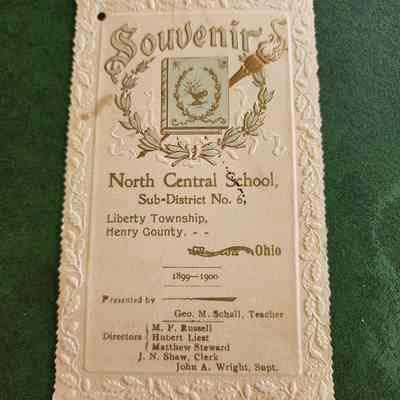 Souvenir
North Central School,
Sub-District No. 6,
Liberty Township,
Henry County. - -
Ohio
1899—1900
Presented by
Geo. M. Schall, Teacher
Directors
M. F. Russell
Hubert Liest
Matthew Steward
J. N. Shaw, Clerk
John A. Wright, Supt.